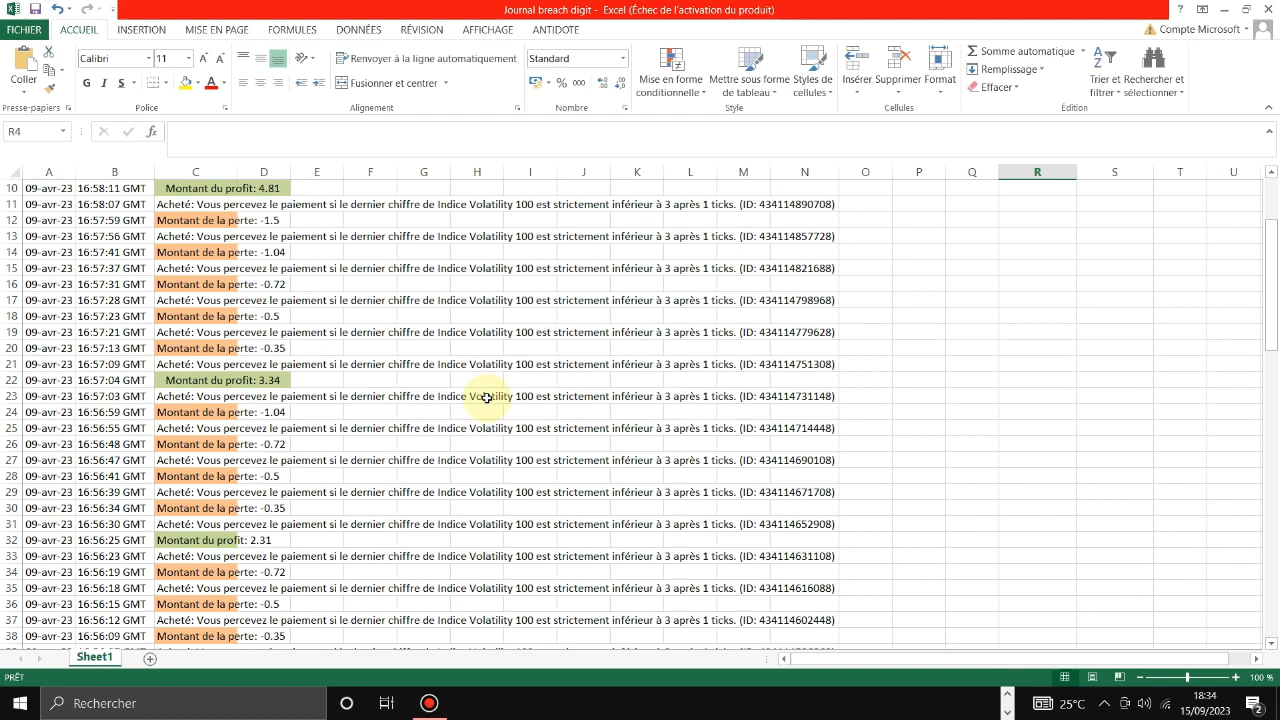 Journal breach digit - Excel (Échec de l'activation du produit)
FICHIER ACCUEIL INSERTION MISE EN PAGE FORMULES DONNÉES RÉVISION AFFICHAGE ANTIDOTE Compte Microsoft
Coller
Calibri 11
Renvoyer à la ligne automatiquement
Standard
Mise en forme conditionnelle
Mettre sous forme de tableau
Styles de cellules
Insérer
Supprimer
Format
Somme automatique
Remplissage
Effacer
Trier et filtrer
Rechercher et sélectionner
G I S
Fusionner et centrer
% 000
Presse-papiers Police Alignement Nombre Style Cellules Édition
R4 fx
A B C D E F G H I J K L M N O P Q R S T U
10 09-avr-23 16:58:11 GMT Montant du profit: 4.81
11 09-avr-23 16:58:07 GMT Acheté: Vous percevez le paiement si le dernier chiffre de Indice Volatility 100 est strictement inférieur à 3 après 1 ticks. (ID: 434114890708)
12 09-avr-23 16:57:59 GMT Montant de la perte: -1.5
13 09-avr-23 16:57:56 GMT Acheté: Vous percevez le paiement si le dernier chiffre de Indice Volatility 100 est strictement inférieur à 3 après 1 ticks. (ID: 434114857728)
14 09-avr-23 16:57:41 GMT Montant de la perte: -1.04
15 09-avr-23 16:57:37 GMT Acheté: Vous percevez le paiement si le dernier chiffre de Indice Volatility 100 est strictement inférieur à 3 après 1 ticks. (ID: 434114821688)
16 09-avr-23 16:57:31 GMT Montant de la perte: -0.72
17 09-avr-23 16:57:28 GMT Acheté: Vous percevez le paiement si le dernier chiffre de Indice Volatility 100 est strictement inférieur à 3 après 1 ticks. (ID: 434114798968)
18 09-avr-23 16:57:23 GMT Montant de la perte: -0.5
19 09-avr-23 16:57:21 GMT Acheté: Vous percevez le paiement si le dernier chiffre de Indice Volatility 100 est strictement inférieur à 3 après 1 ticks. (ID: 434114779628)
20 09-avr-23 16:57:13 GMT Montant de la perte: -0.35
21 09-avr-23 16:57:09 GMT Acheté: Vous percevez le paiement si le dernier chiffre de Indice Volatility 100 est strictement inférieur à 3 après 1 ticks. (ID: 434114751308)
22 09-avr-23 16:57:04 GMT Montant du profit: 3.34
23 09-avr-23 16:57:03 GMT Acheté: Vous percevez le paiement si le dernier chiffre de Indice Volatility 100 est strictement inférieur à 3 après 1 ticks. (ID: 434114731148)
24 09-avr-23 16:56:59 GMT Montant de la perte: -1.04
25 09-avr-23 16:56:55 GMT Acheté: Vous percevez le paiement si le dernier chiffre de Indice Volatility 100 est strictement inférieur à 3 après 1 ticks. (ID: 434114714448)
26 09-avr-23 16:56:48 GMT Montant de la perte: -0.72
27 09-avr-23 16:56:47 GMT Acheté: Vous percevez le paiement si le dernier chiffre de Indice Volatility 100 est strictement inférieur à 3 après 1 ticks. (ID: 434114690108)
28 09-avr-23 16:56:41 GMT Montant de la perte: -0.5
29 09-avr-23 16:56:39 GMT Acheté: Vous percevez le paiement si le dernier chiffre de Indice Volatility 100 est strictement inférieur à 3 après 1 ticks. (ID: 434114671708)
30 09-avr-23 16:56:34 GMT Montant de la perte: -0.35
31 09-avr-23 16:56:30 GMT Acheté: Vous percevez le paiement si le dernier chiffre de Indice Volatility 100 est strictement inférieur à 3 après 1 ticks. (ID: 434114652908)
32 09-avr-23 16:56:25 GMT Montant du profit: 2.31
33 09-avr-23 16:56:23 GMT Acheté: Vous percevez le paiement si le dernier chiffre de Indice Volatility 100 est strictement inférieur à 3 après 1 ticks. (ID: 434114631108)
34 09-avr-23 16:56:19 GMT Montant de la perte: -0.72
35 09-avr-23 16:56:18 GMT Acheté: Vous percevez le paiement si le dernier chiffre de Indice Volatility 100 est strictement inférieur à 3 après 1 ticks. (ID: 434114616088)
36 09-avr-23 16:56:15 GMT Montant de la perte: -0.5
37 09-avr-23 16:56:12 GMT Acheté: Vous percevez le paiement si le dernier chiffre de Indice Volatility 100 est strictement inférieur à 3 après 1 ticks. (ID: 434114602448)
38 09-avr-23 16:56:09 GMT Montant de la perte: -0.35
Sheet1
PRÊT 100 %
Rechercher 25°C 18:34
15/09/2023 2